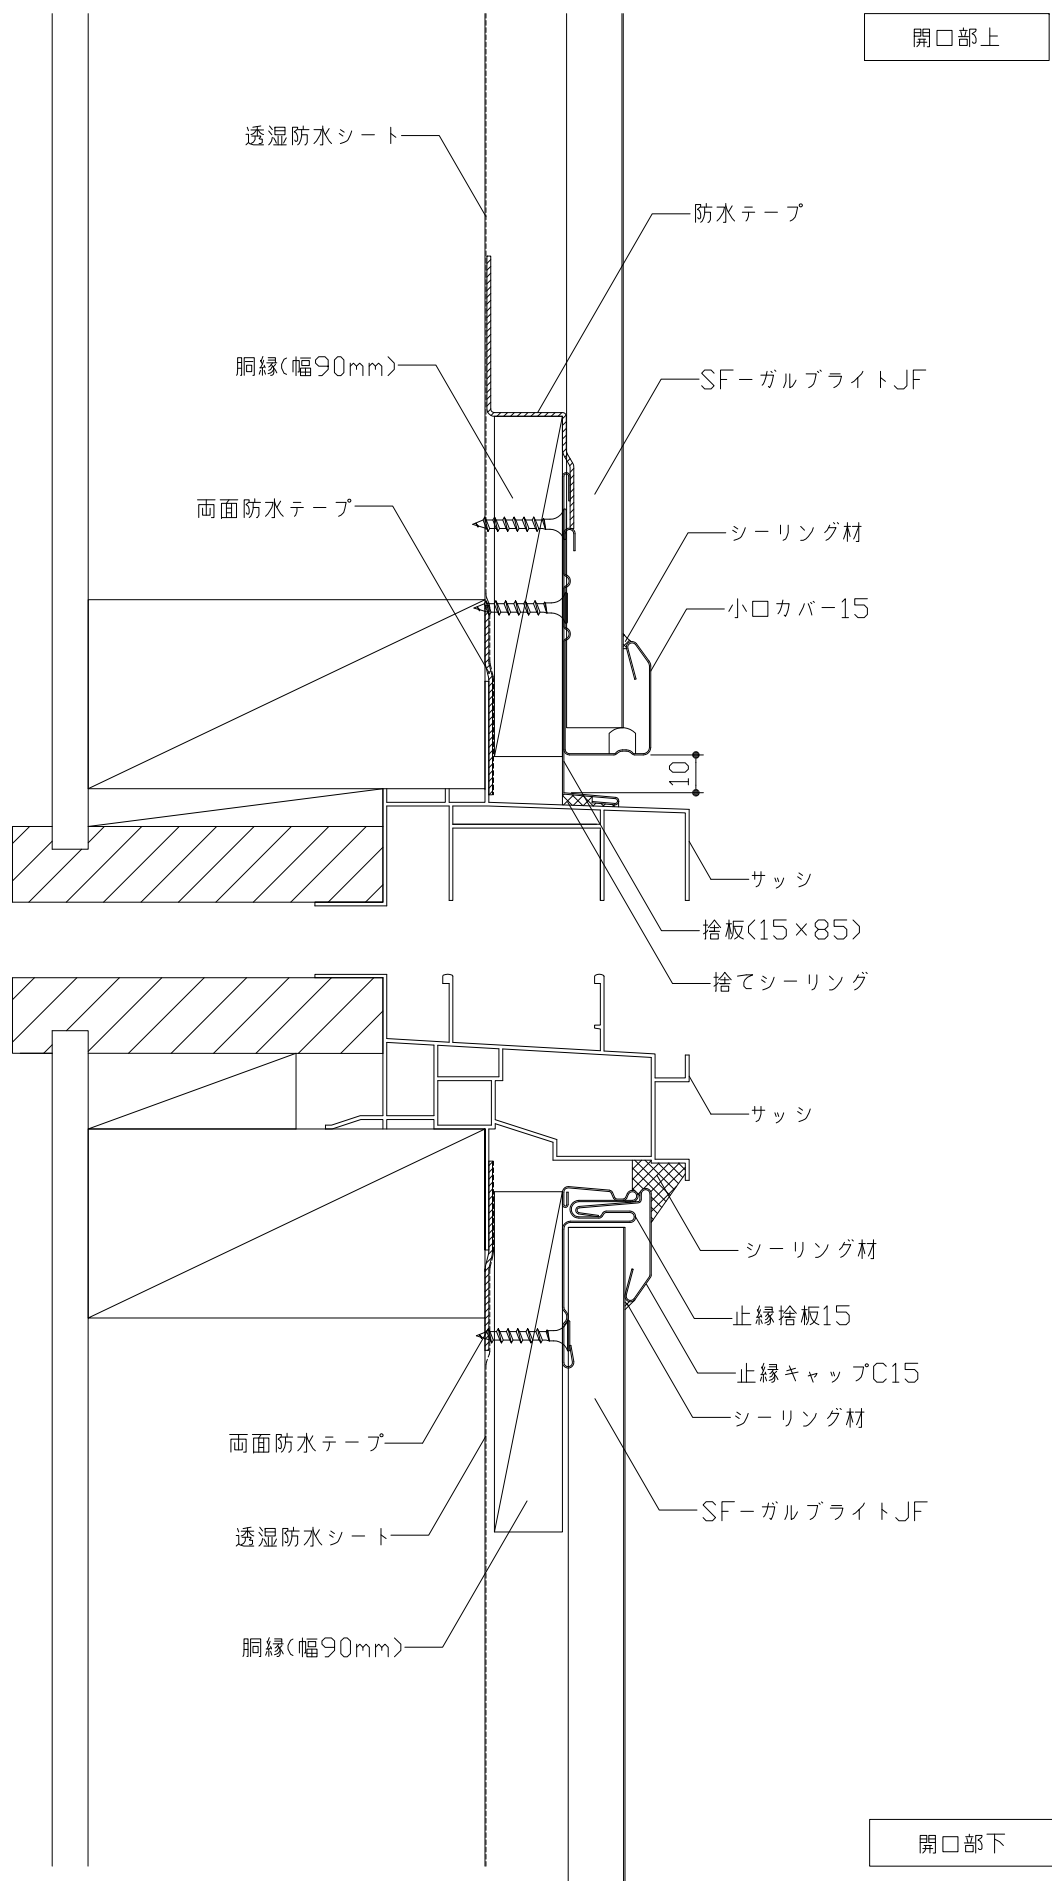 開口部上
透湿防水シート
防水テープ
胴縁(幅90mm)
SFーガルブライトJF
両面防水テープ
シーリング材
小口カバー15
10
サッシ
捨板(15×85)
捨てシーリング
サッシ
シーリング材
止縁捨板15
止縁キャップC15
シーリング材
両面防水テープ
SFーガルブライトJF
透湿防水シート
胴縁(幅90mm)
開口部下